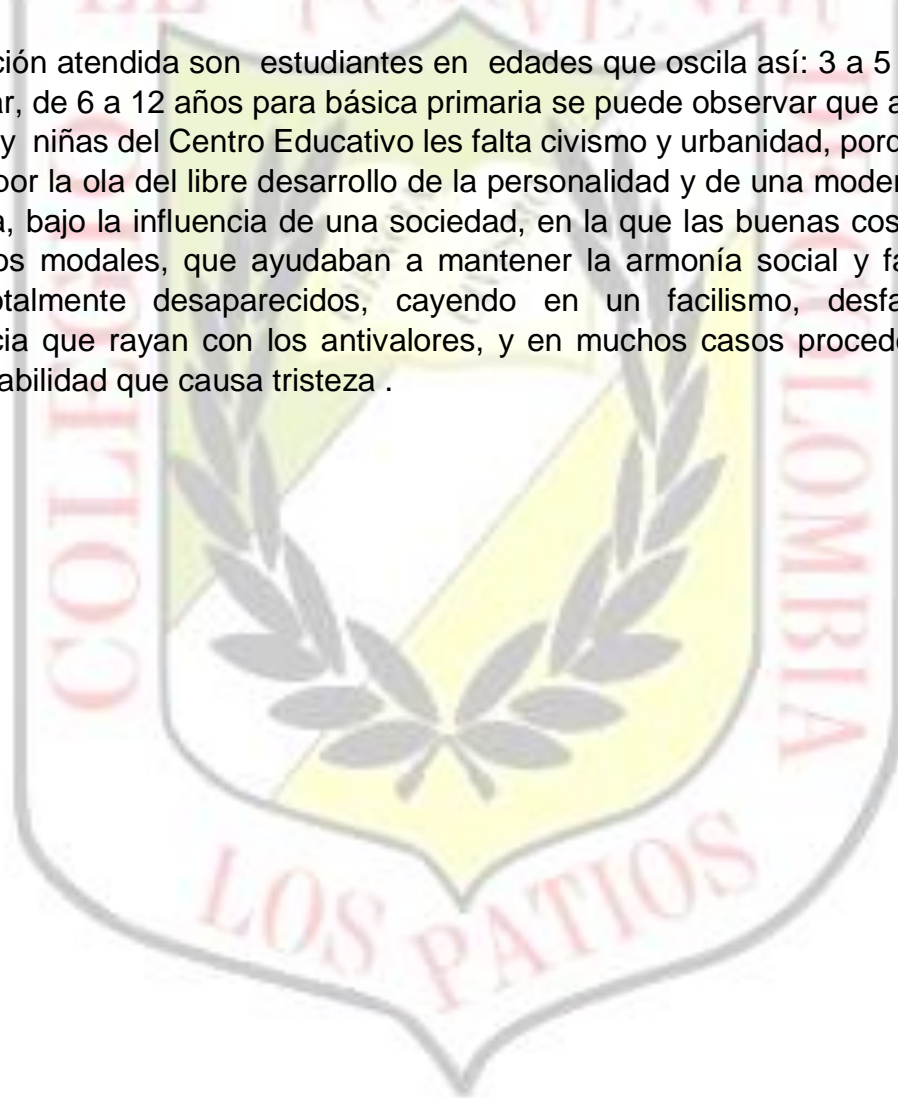 EL PORVENIR
ción atendida son  estudiantes en  edades que oscila así: 3 a 5
ar, de 6 a 12 años para básica primaria se puede observar que a
y  niñas del Centro Educativo les falta civismo y urbanidad, porq
por la ola del libre desarrollo de la personalidad y de una moder
a, bajo la influencia de una sociedad, en la que las buenas cos
os modales, que ayudaban a mantener la armonía social y fa
otalmente desaparecidos, cayendo en un facilismo, desfa
cia que rayan con los antivalores, y en muchos casos procede
abilidad que causa tristeza .
COLEGIO
COLOMBIA
LOS PATIOS